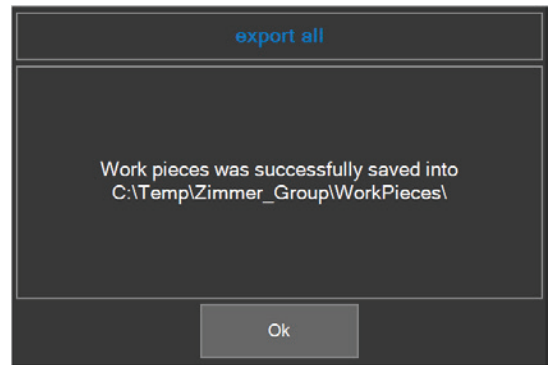 export all
Work pieces was successfully saved into
C:\Temp\Zimmer_Group\WorkPieces\
Ok